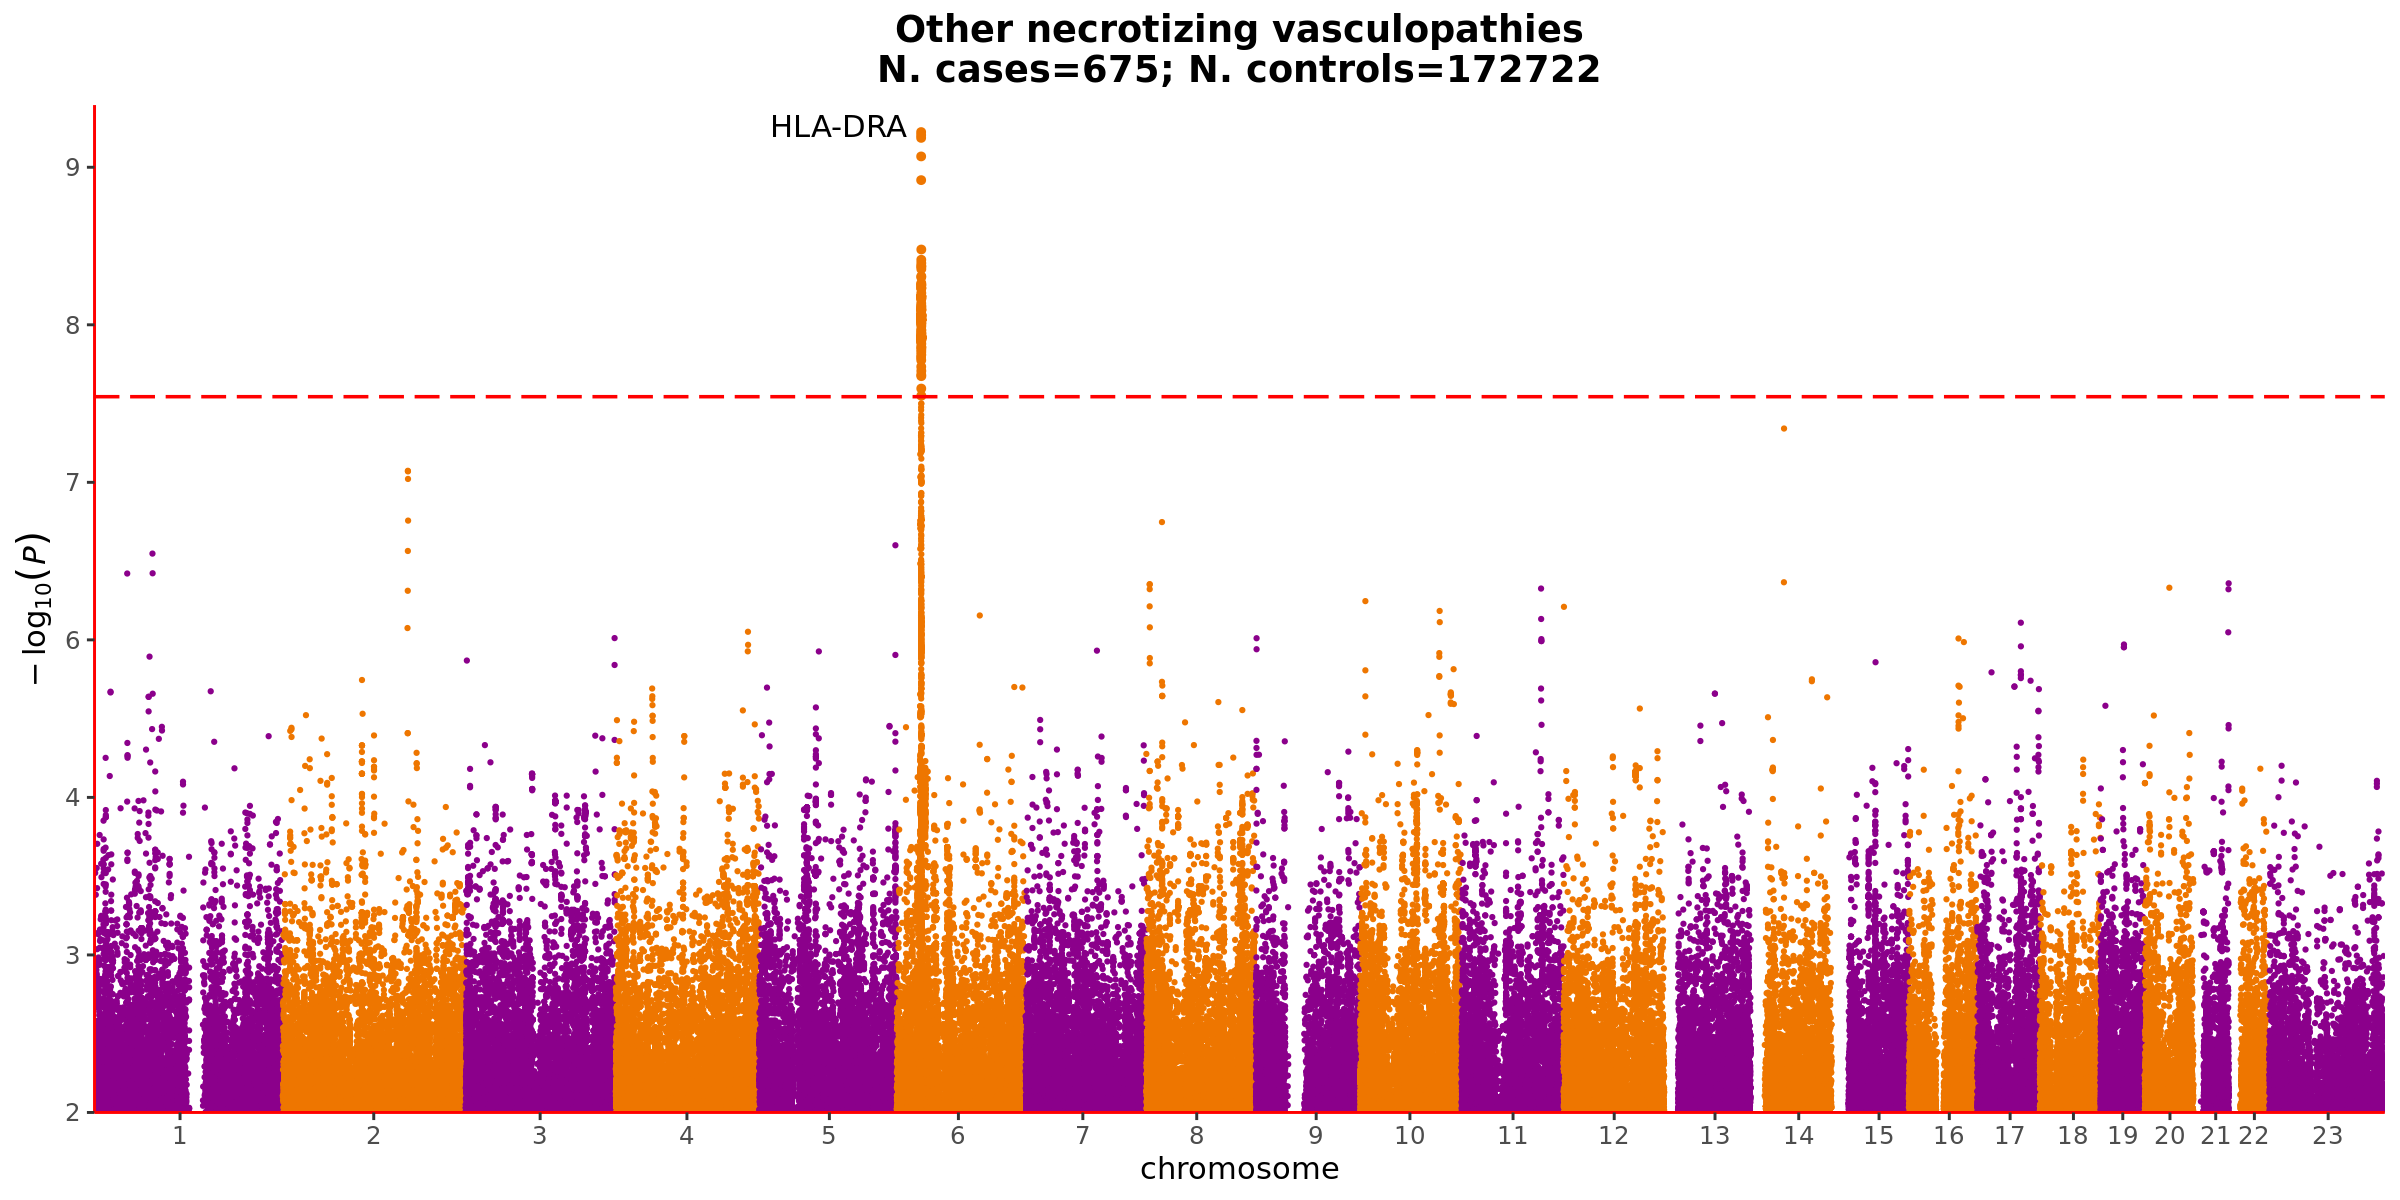 Other necrotizing vasculopathies
N. cases=675; N. controls=172722
HLA-DRA
9
8
7
6
5
4
3
2
− log10(P)
1 2 3 4 5 6 7 8 9 10 11 12 13 14 15 16 17 18 19 20 21 22 23
chromosome